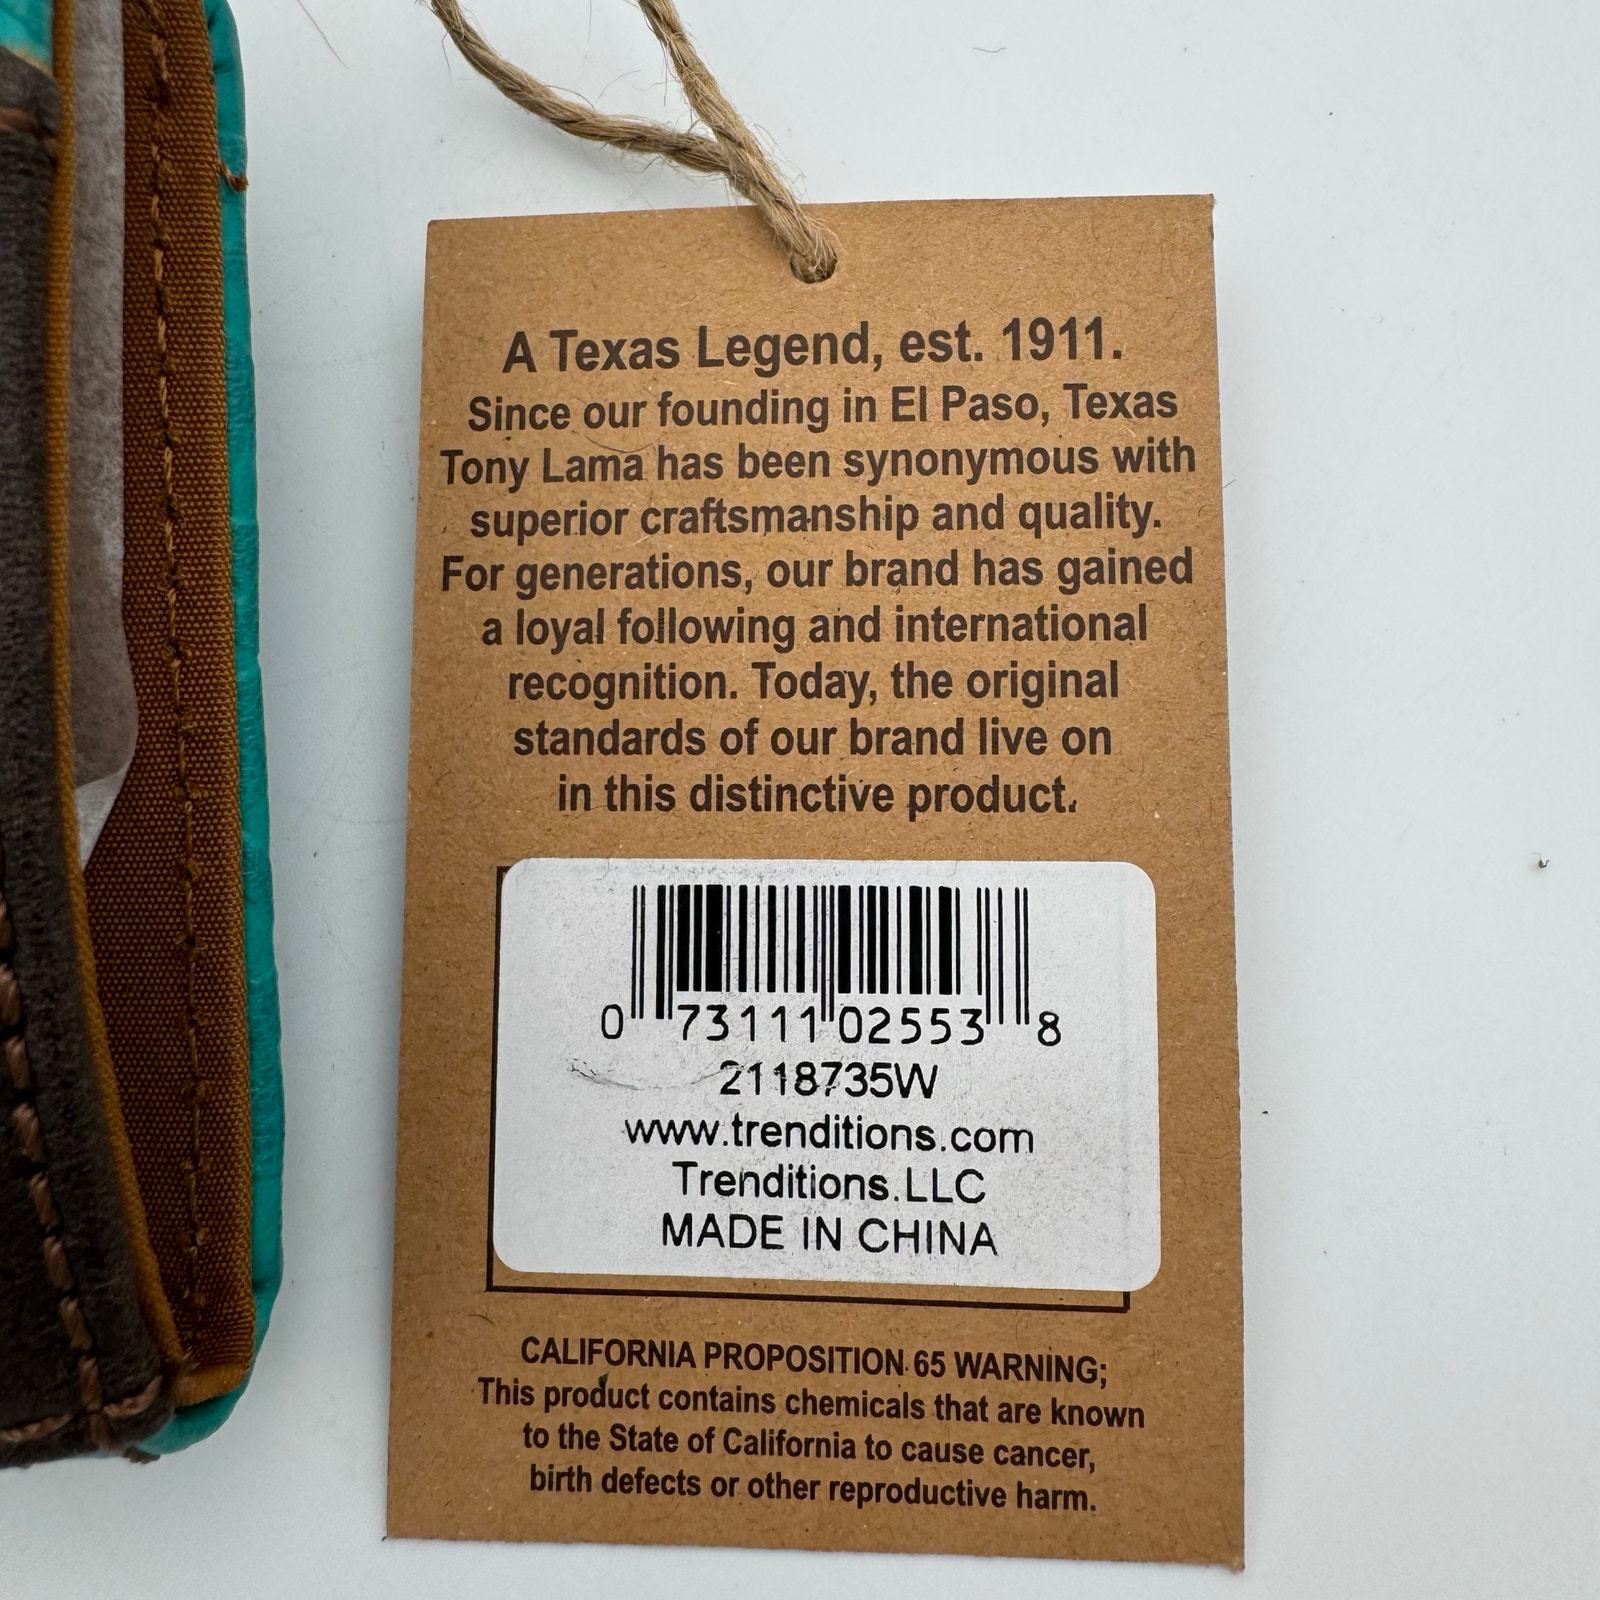 A Texas Legend, est. 1911.
Since our founding in El Paso, Texas
Tony Lama has been synonymous with
superior craftsmanship and quality.
For generations, our brand has gained
a loyal following and international
recognition. Today, the original
standards of our brand live on
in this distinctive product.
0 73111 02553 8
2118735W
www.trenditions.com
Trenditions.LLC
MADE IN CHINA
CALIFORNIA PROPOSITION 65 WARNING;
This product contains chemicals that are known
to the State of California to cause cancer,
birth defects or other reproductive harm.